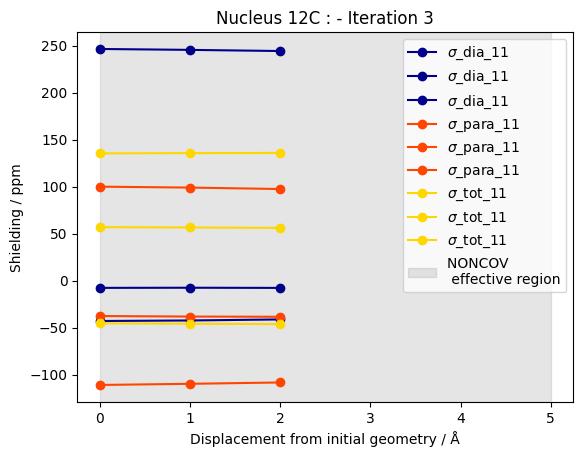 Nucleus 12C : - Iteration 3
Shielding / ppm
250
200
150
100
50
0
−50
−100
0 1 2 3 4 5
Displacement from initial geometry / Å
σ_dia_11
σ_dia_11
σ_dia_11
σ_para_11
σ_para_11
σ_para_11
σ_tot_11
σ_tot_11
σ_tot_11
NONCOV
effective region